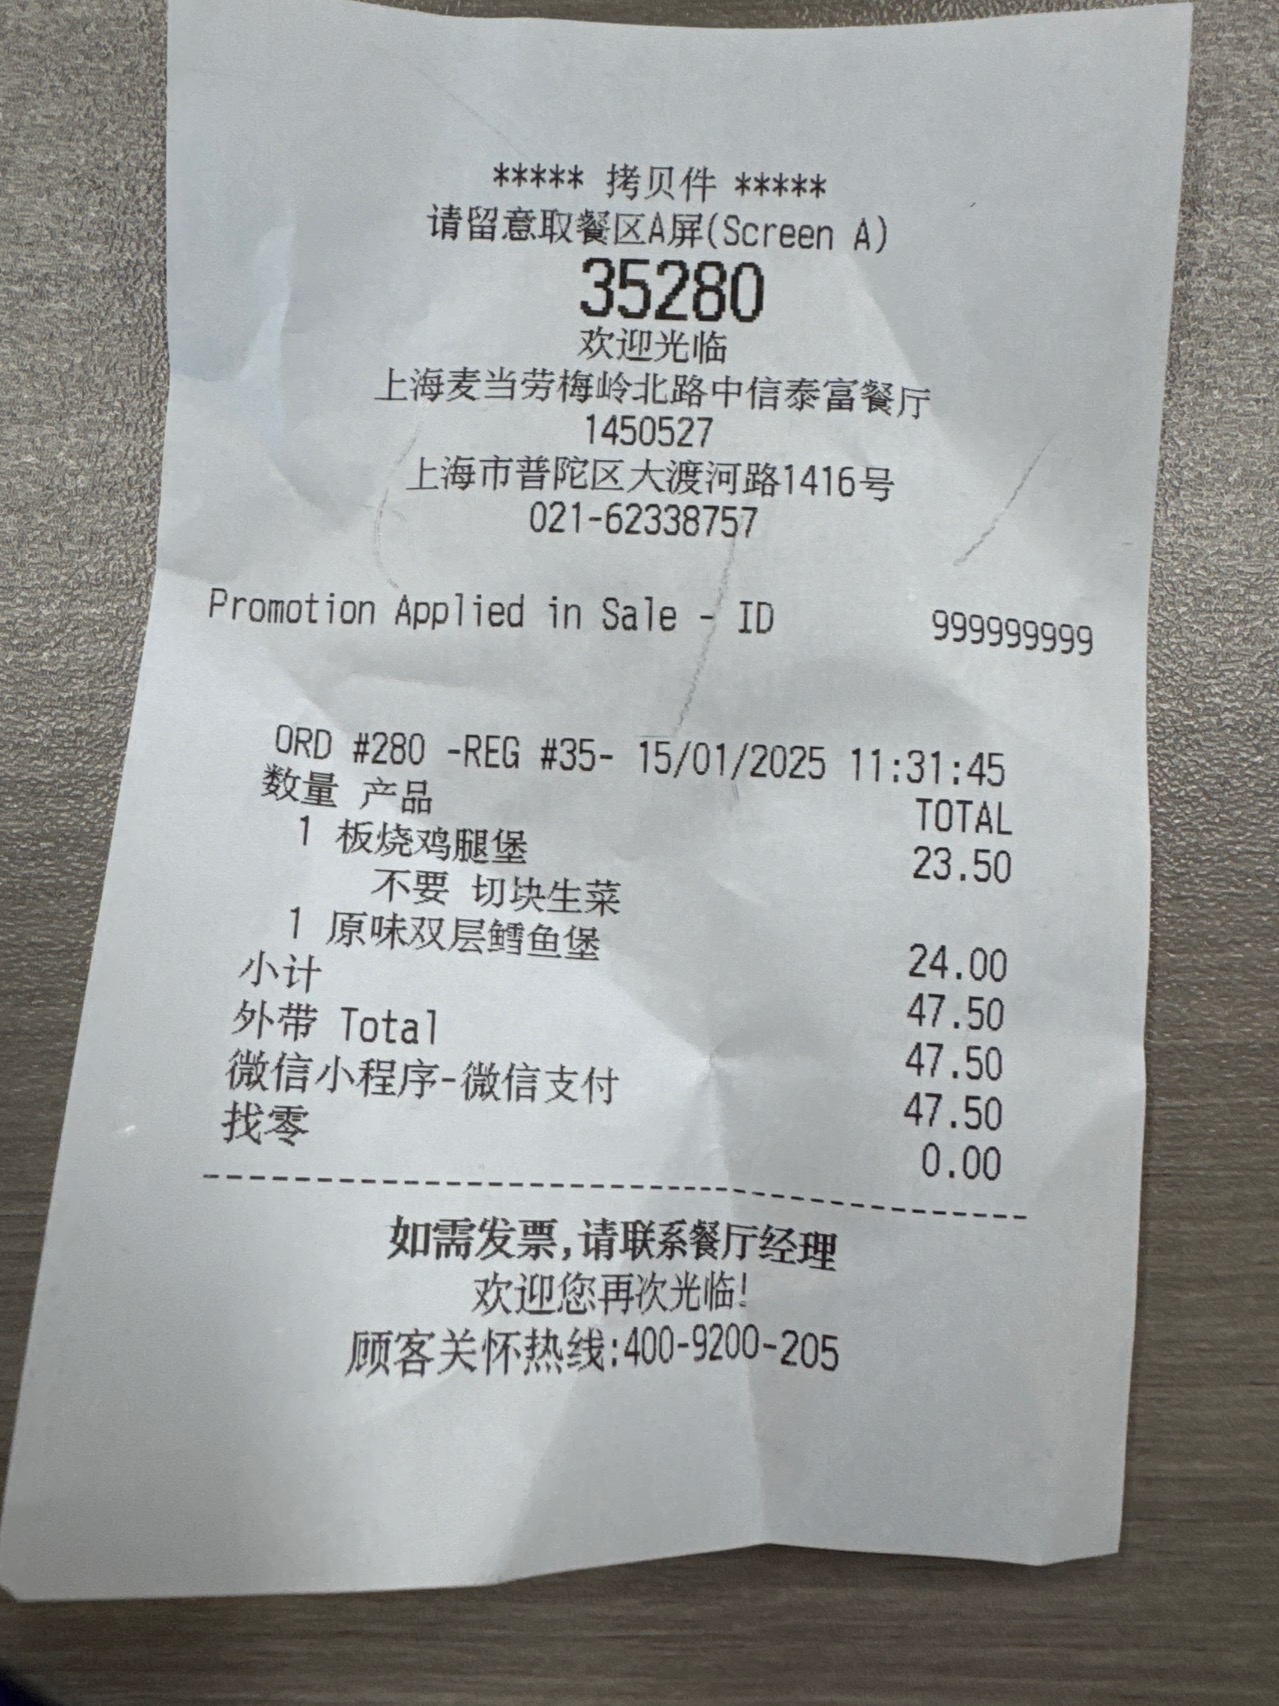 ***** 拷贝件 *****
请留意取餐区A屏(Screen A)
35280
欢迎光临
上海麦当劳梅岭北路中信泰富餐厅
1450527
上海市普陀区大渡河路1416号
021-62338757
Promotion Applied in Sale - ID 999999999
ORD #280 -REG #35- 15/01/2025 11:31:45
数量 产品 TOTAL
1 板烧鸡腿堡 23.50
不要 切块生菜
1 原味双层鳕鱼堡 24.00
小计 47.50
外带 Total 47.50
微信小程序-微信支付 47.50
找零 0.00
--------------------------------------
如需发票,请联系餐厅经理
欢迎您再次光临!
顾客关怀热线:400-9200-205